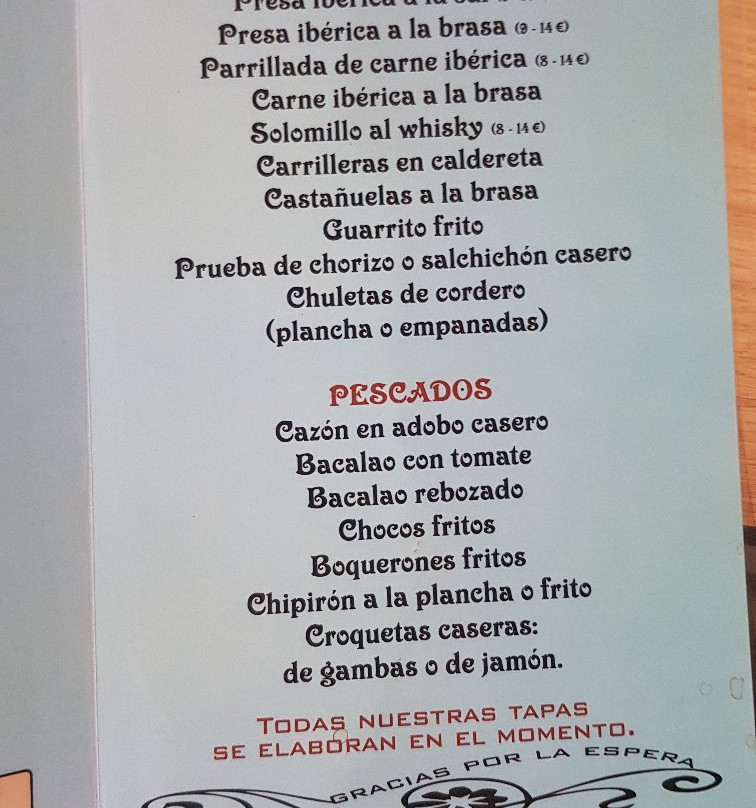 Presa ibérica a la
Presa ibérica a la brasa (9 - 14 €)
Parrillada de carne ibérica (8 - 14 €)
Carne ibérica a la brasa
Solomillo al whisky (8 - 14 €)
Carrilleras en caldereta
Castañuelas a la brasa
Guarrito frito
Prueba de chorizo o salchichón casero
Chuletas de cordero
(plancha o empanadas)
PESCADOS
Cazón en adobo casero
Bacalao con tomate
Bacalao rebozado
Chocos fritos
Boquerones fritos
Chipirón a la plancha o frito
Croquetas caseras:
de gambas o de jamón.
TODAS NUESTRAS TAPAS
SE ELABORAN EN EL MOMENTO.
GRACIAS POR LA ESPERA